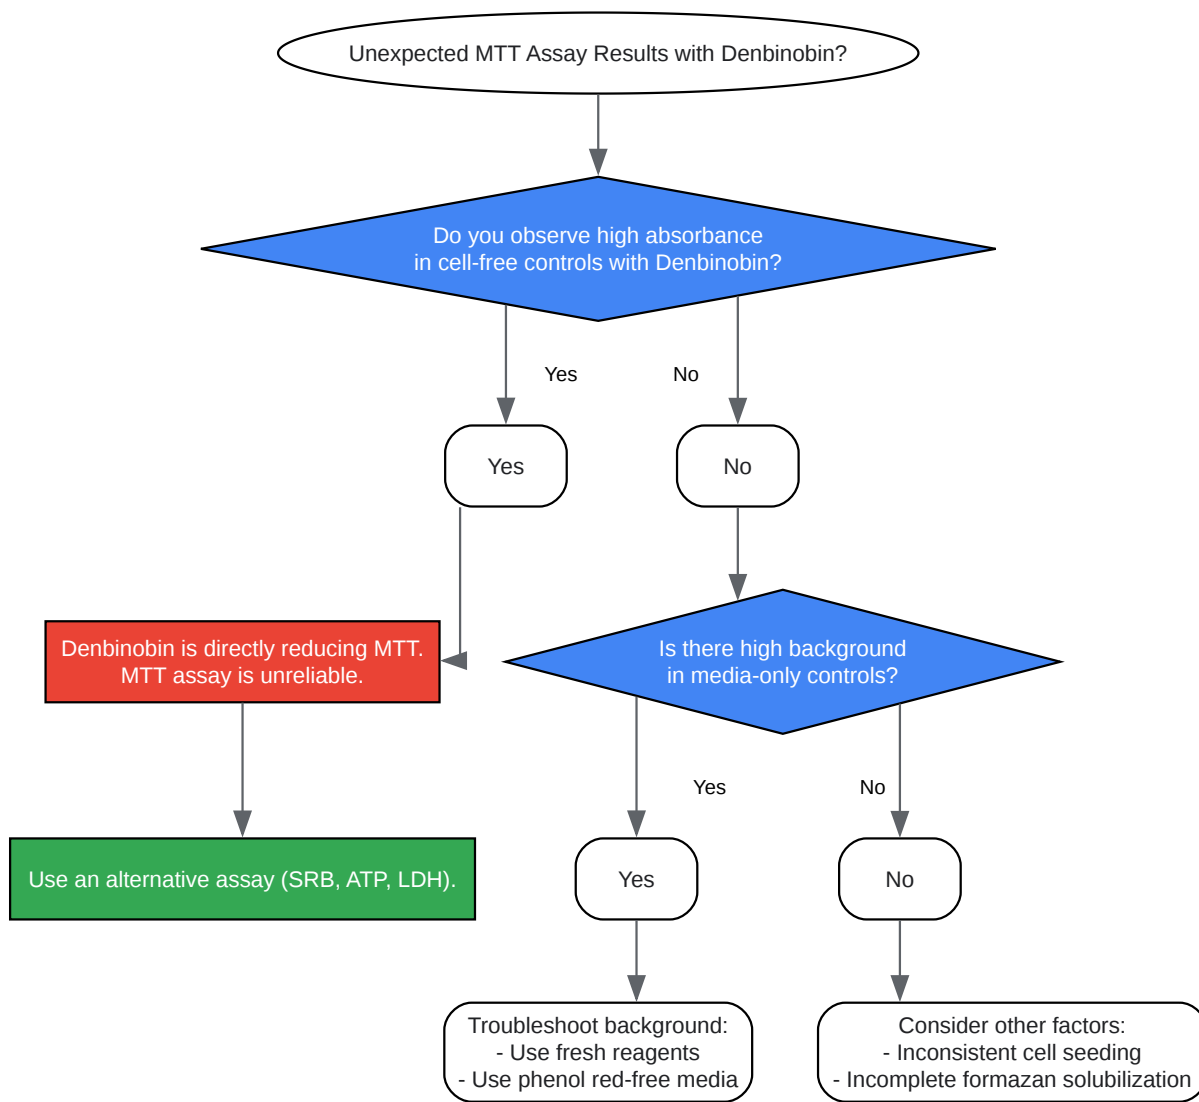 Unexpected MTT Assay Results with Denbinobin?
Do you observe high absorbance
in cell-free controls with Denbinobin?
Yes
No
Yes
No
Denbinobin is directly reducing MTT.
MTT assay is unreliable.
Is there high background
in media-only controls?
Yes
No
Use an alternative assay (SRB, ATP, LDH).
Yes
No
Troubleshoot background:
- Use fresh reagents
- Use phenol red-free media
Consider other factors:
- Inconsistent cell seeding
- Incomplete formazan solubilization